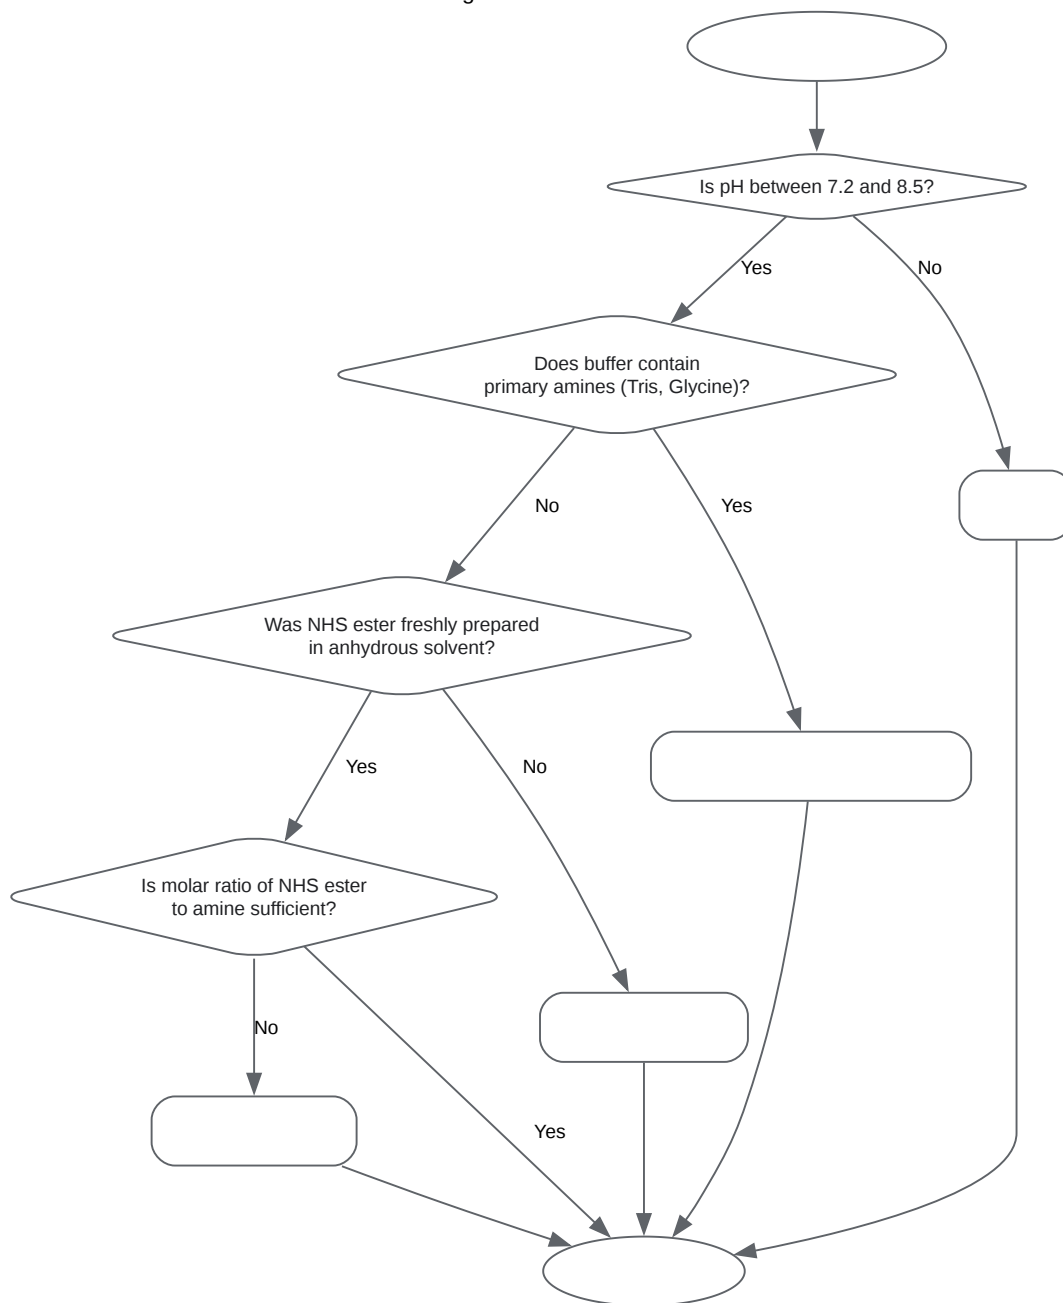 Is pH between 7.2 and 8.5?
Yes
No
Does buffer contain
primary amines (Tris, Glycine)?
No
Yes
Was NHS ester freshly prepared
in anhydrous solvent?
Yes
No
Is molar ratio of NHS ester
to amine sufficient?
No
Yes